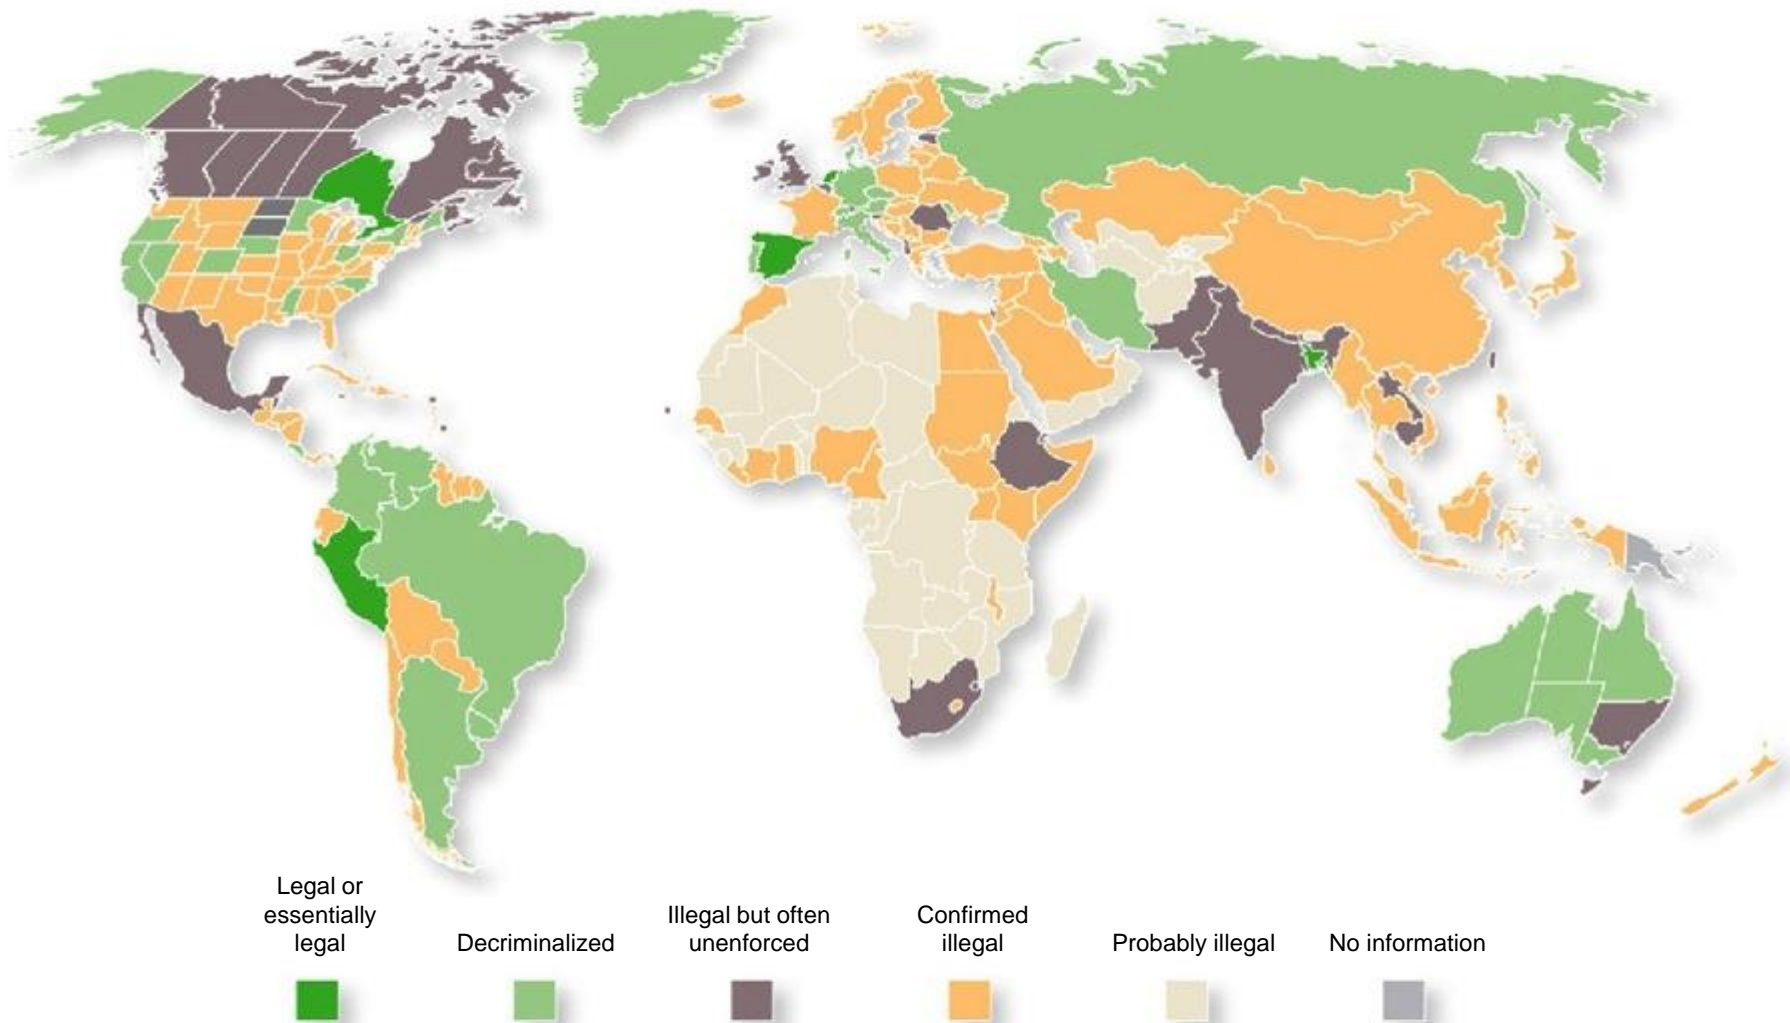 Legal or
essentially
legal
Decriminalized
Illegal but often
unenforced
Confirmed
illegal
Probably illegal
No information